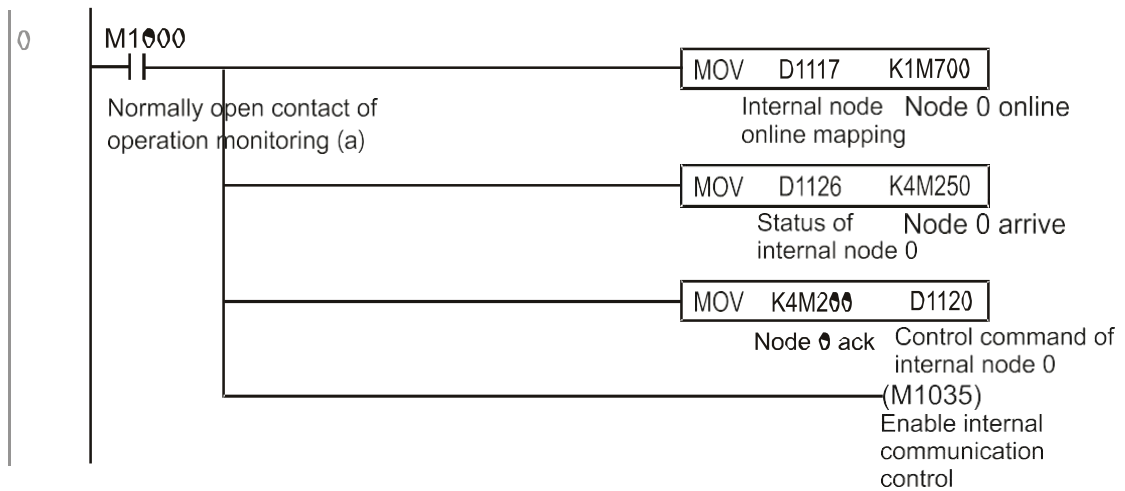 0
M1000
Normally open contact of
operation monitoring (a)
MOV D1117 K1M700
Internal node
online mapping
Node 0 online
MOV D1126 K4M250
Status of
internal node 0
Node 0 arrive
MOV K4M200 D1120
Node 0 ack
Control command of
internal node 0
(M1035)
Enable internal
communication
control